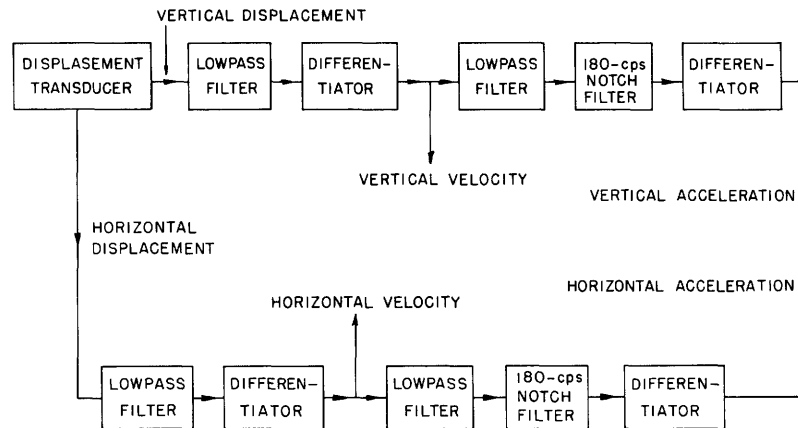 VERTICAL DISPLACEMENT
DISPLASEMENT
TRANSDUCER
LOWPASS
FILTER
DIFFEREN-
TIATOR
LOWPASS
FILTER
180-cps
NOTCH
FILTER
DIFFEREN-
TIATOR
VERTICAL VELOCITY
VERTICAL ACCELERATION
HORIZONTAL
DISPLACEMENT
HORIZONTAL ACCELERATION
HORIZONTAL VELOCITY
LOWPASS
FILTER
DIFFEREN-
TIATOR
LOWPASS
FILTER
180-cps
NOTCH
FILTER
DIFFEREN-
TIATOR